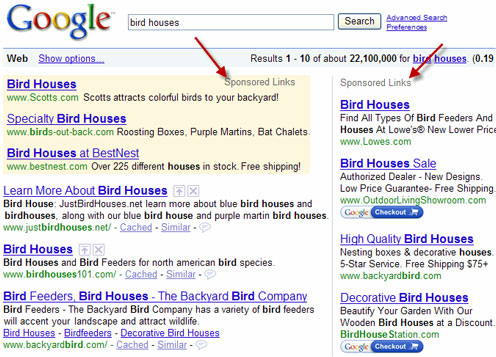 Google
bird houses
Search
Advanced Search
Preferences
Web Show options... Results 1 - 10 of about 22,100,000 for bird houses. (0.19
Sponsored Links
Bird Houses
www.Scotts.com Scotts attracts colorful birds to your backyard!
Specialty Bird Houses
www.birds-out-back.com Roosting Boxes, Purple Martins, Bat Chalets
Bird Houses at BestNest
www.bestnest.com Over 225 different houses in stock. Free shipping!
Learn More About Bird Houses
Bird House: JustBirdHouses.net learn more about blue bird houses and
birdhouses, along with our blue bird house and purple martin bird houses.
www.justbirdhouses.net/ - Cached - Similar -
Bird Houses
Bird Houses and Bird Feeders for north american bird species.
www.birdhouses101.com/ - Cached - Similar -
Bird Feeders, Bird Houses - The Backyard Bird Company
Bird Feeders - The Backyard Bird Company has a variety of bird feeders
will accent your landscape and attract wildlife.
Bird Houses - Birdfeeders - Decorative Bird Houses
www.backyardbird.com/ - Cached - Similar -
Sponsored Links
Bird Houses
Find All Types Of Bird Feeders And
Houses At Lowe's® New Lower Price
www.Lowes.com
Bird Houses Sale
Authorized Dealer - New Designs.
Low Price Guarantee- Free Shipping.
www.OutdoorLivingShowroom.com
Google Checkout
High Quality Bird Houses
Nesting boxes & decorative houses.
5-Star Service. Free Shipping $75+
www.backyardbird.com
Decorative Bird Houses
Beautify Your Garden With Our
Wooden Bird Houses at a Discount.
BirdHouseStation.com
Google Checkout